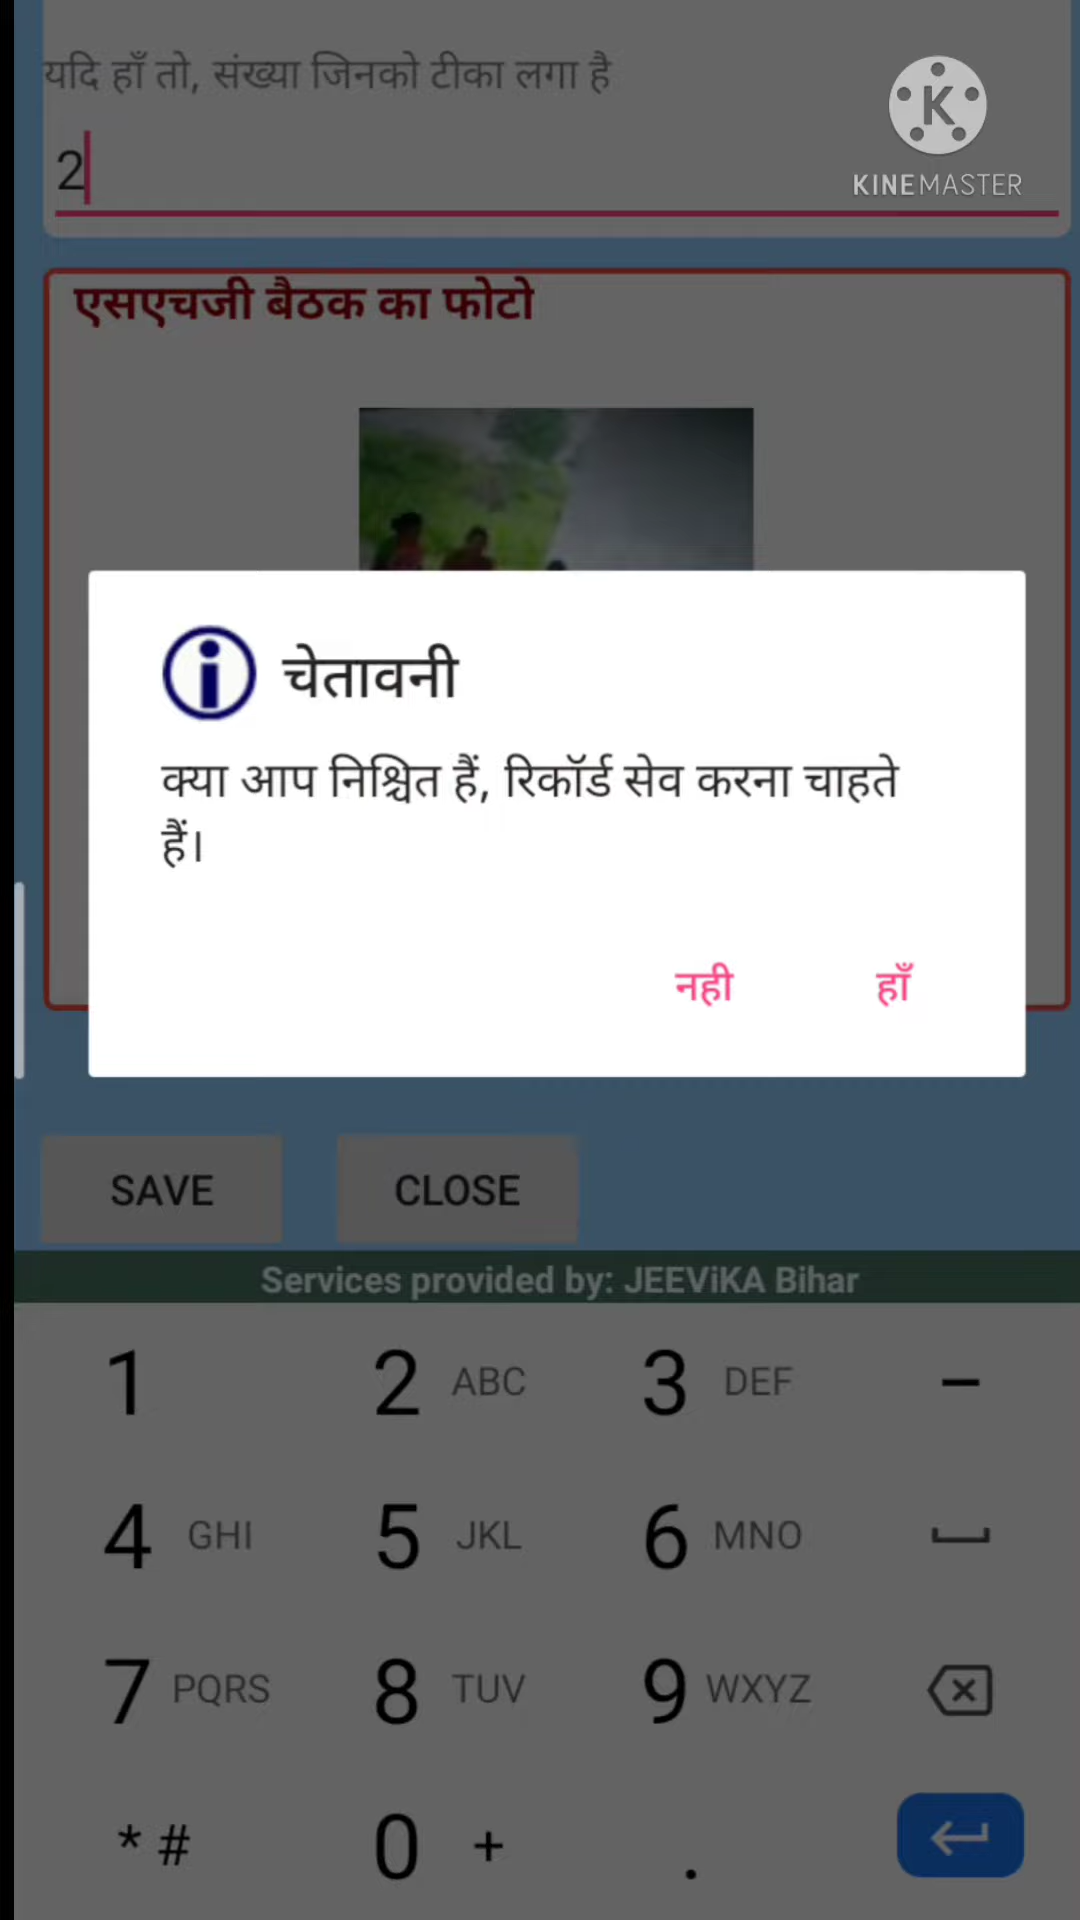 यदि हाँ तो, संख्या जिनको टीका लगा है
2
K
KINEMASTER
एसएचजी बैठक का फोटो
चेतावनी
क्या आप निश्चित हैं, रिकॉर्ड सेव करना चाहते
हैं।
नही हाँ
SAVE CLOSE
Services provided by: JEEViKA Bihar
1 2 ABC 3 DEF -
4 GHI 5 JKL 6 MNO
7 PQRS 8 TUV 9 WXYZ
* # 0 + .